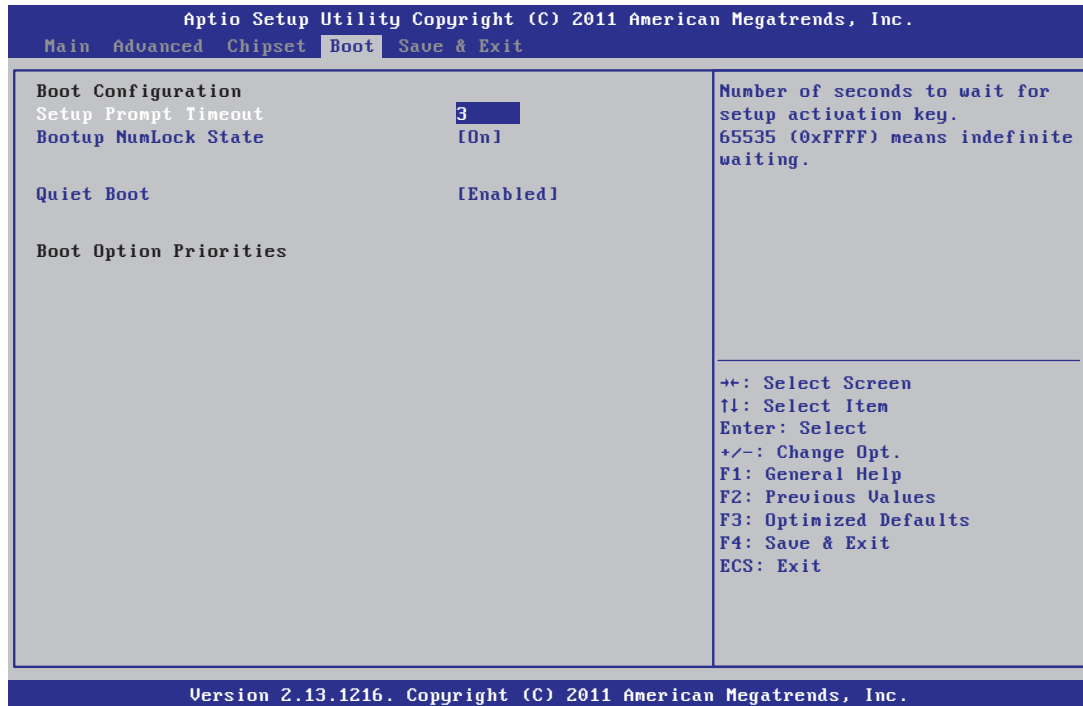 Aptio Setup Utility Copyright (C) 2011 American Megatrends, Inc.
Main Advanced Chipset Boot Save & Exit
Boot Configuration
Setup Prompt Timeout 3
Bootup NumLock State [On]
Quiet Boot [Enabled]
Boot Option Priorities
Number of seconds to wait for
setup activation key.
65535 (0xFFFF) means indefinite
waiting.
→←: Select Screen
↑↓: Select Item
Enter: Select
+/-: Change Opt.
F1: General Help
F2: Previous Values
F3: Optimized Defaults
F4: Save & Exit
ECS: Exit
Version 2.13.1216. Copyright (C) 2011 American Megatrends, Inc.